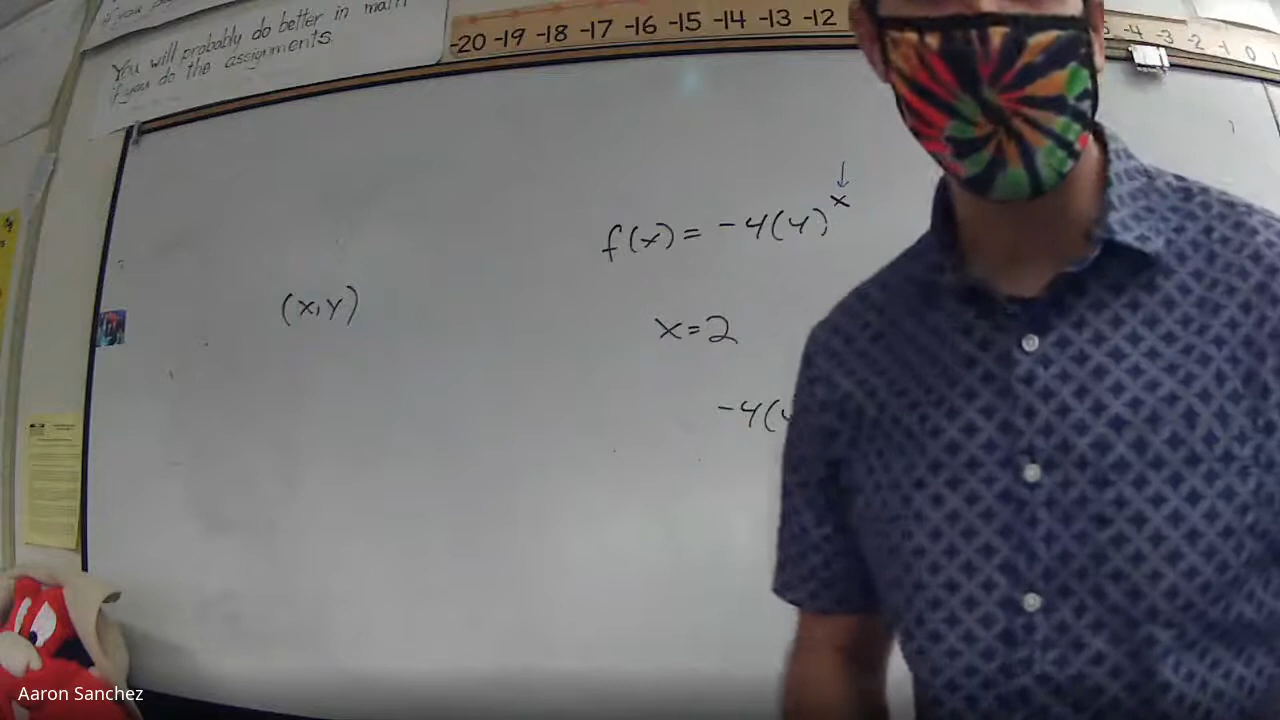 You will probably do better in math
if you do the assignments
-20 -19 -18 -17 -16 -15 -14 -13 -12
-4 -3 -2 -1 0
f(x) = -4(4)^x
(x,y)
x=2
-4(
Aaron Sanchez